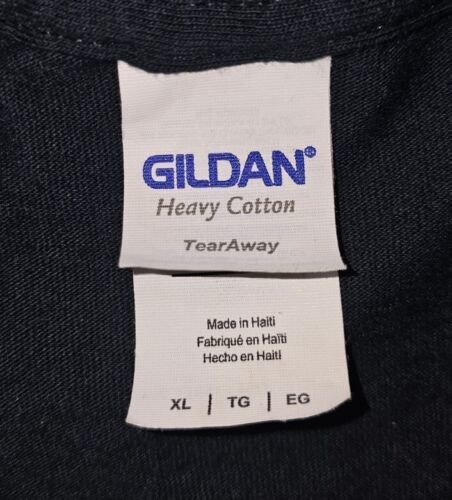 GILDAN®
Heavy Cotton
TearAway
Made in Haiti
Fabriqué en Haïti
Hecho en Haití
XL | TG | EG